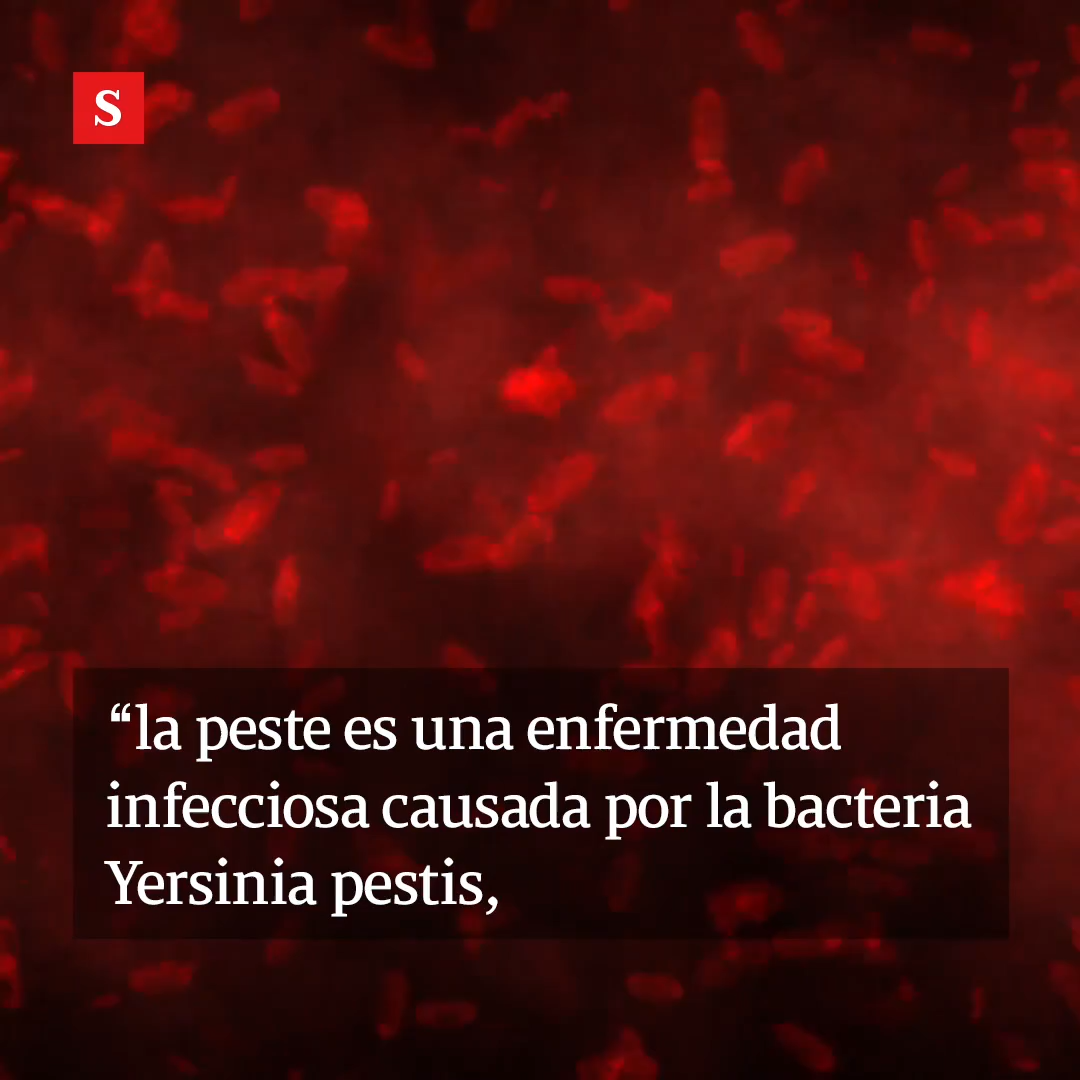 S
“la peste es una enfermedad
infecciosa causada por la bacteria
Yersinia pestis,